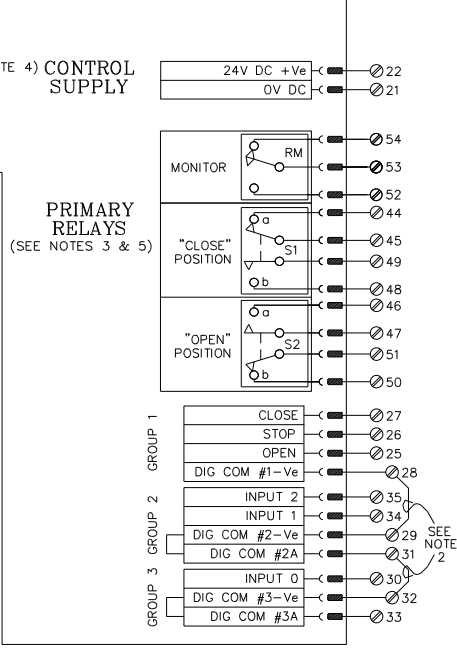 TE 4) CONTROL
SUPPLY
24V DC +Ve
22
0V DC
21
PRIMARY
RELAYS
(SEE NOTES 3 & 5)
MONITOR
RM
54
53
52
"CLOSE"
POSITION
a
S1
b
44
45
49
48
"OPEN"
POSITION
a
S2
b
46
47
51
50
GROUP 1
CLOSE
27
STOP
26
OPEN
25
DIG COM #1-Ve
28
GROUP 2
INPUT 2
35
INPUT 1
34
DIG COM #2-Ve
29
DIG COM #2A
31
GROUP 3
INPUT 0
30
DIG COM #3-Ve
32
DIG COM #3A
33
SEE
NOTE
2